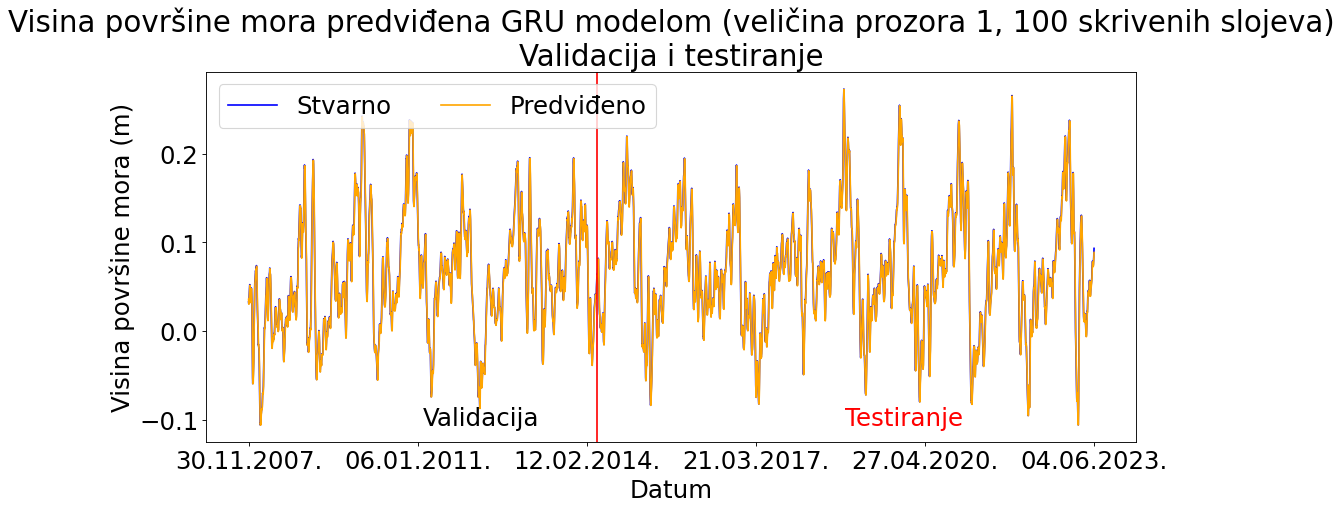 Visina površine mora predviđena GRU modelom (veličina prozora 1, 100 skrivenih slojeva)
Validacija i testiranje
Stvarno Predviđeno
Visina površine mora (m)
0.2
0.1
0.0
−0.1
Validacija Testiranje
30.11.2007. 06.01.2011. 12.02.2014. 21.03.2017. 27.04.2020. 04.06.2023.
Datum